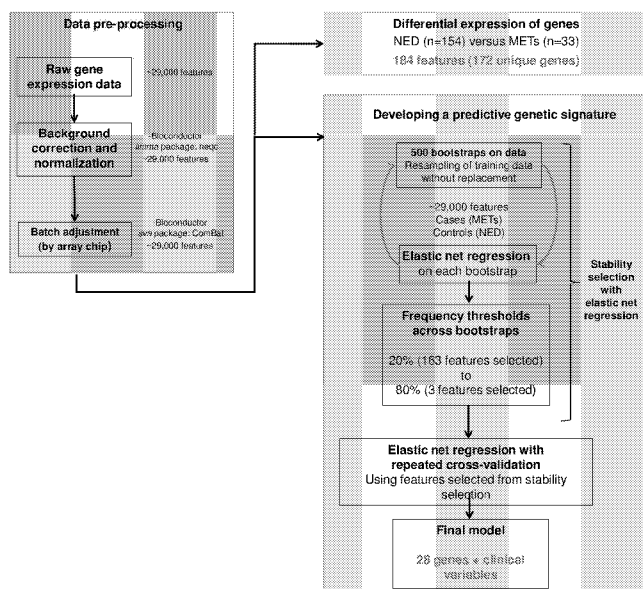 Data pre-processing
Raw gene
expression data
~29,000 features
Background
correction and
normalization
Bioconductor
package: neqc
~29,000 features
Batch adjustment
(by array chip)
Bioconductor
sva package: ComBat
~29,000 features
Differential expression of genes
NED (n=154) versus METs (n=33)
184 features (172 unique genes)
Developing a predictive genetic signature
500 bootstraps on data
Resampling of training data
without replacement
~29,000 features
Cases (METs)
Controls (NED)
Elastic net regression
on each bootstrap
Frequency thresholds
across bootstraps
20% (163 features selected)
to
80% (3 features selected)
Stability
selection
with
elastic net
regression
Elastic net regression with
repeated cross-validation
Using features selected from stability
selection
Final model
28 genes + clinical
variables